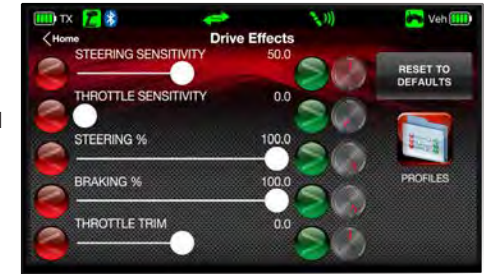 TX Veh
Home Drive Effects
STEERING SENSITIVITY 50.0
RESET TO
DEFAULTS
THROTTLE SENSITIVITY 0.0
STEERING % 100.0
BRAKING % 100.0
PROFILES
THROTTLE TRIM 0.0